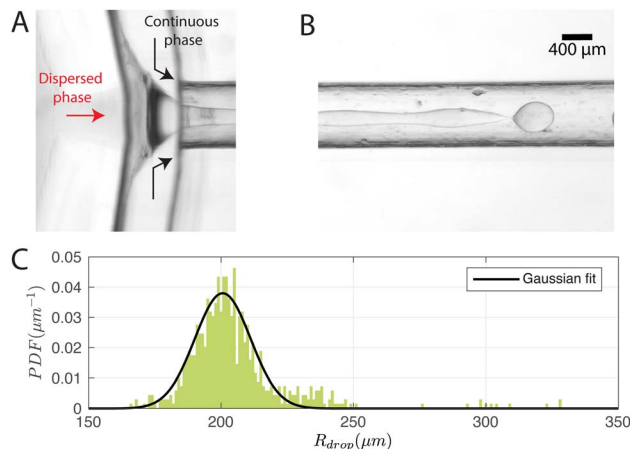 A
Continuous
phase
Dispersed
phase
B
400 μm
C
PDF(μm⁻¹)
0.05
0.04
0.03
0.02
0.01
0
Gaussian fit
150 200 250 300 350
R_drop(μm)